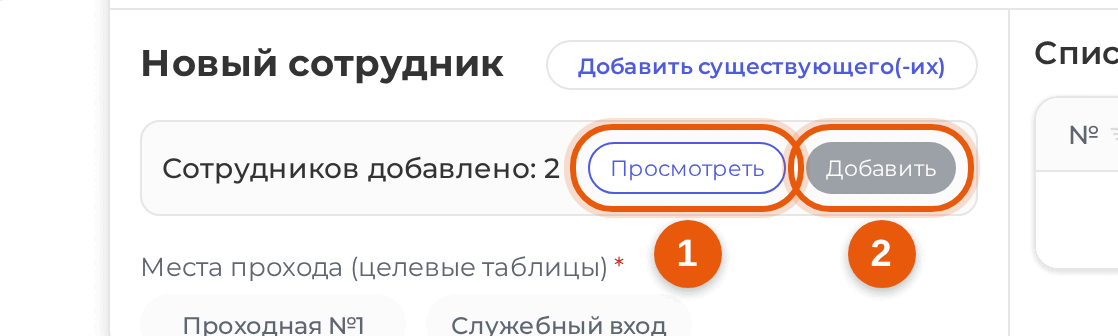 Новый сотрудник
Добавить существующего(-их)
Сотрудников добавлено: 2
Просмотреть
Добавить
1
2
Места прохода (целевые таблицы) *
Проходная №1
Служебный вход
Спис
№